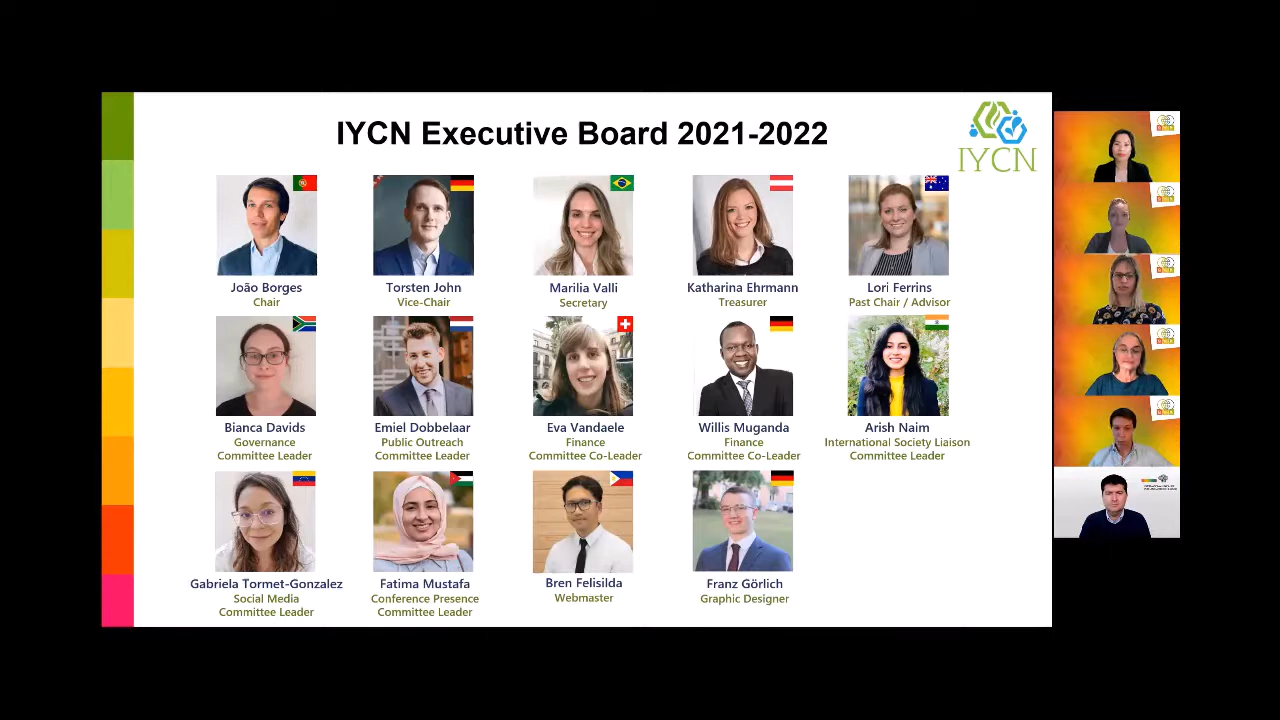 IYCN Executive Board 2021-2022
IYCN
João Borges
Chair
Torsten John
Vice-Chair
Marilia Valli
Secretary
Katharina Ehrmann
Treasurer
Lori Ferrins
Past Chair / Advisor
Bianca Davids
Governance
Committee Leader
Emiel Dobbelaar
Public Outreach
Committee Leader
Eva Vandaele
Finance
Committee Co-Leader
Willis Muganda
Finance
Committee Co-Leader
Arish Naim
International Society Liaison
Committee Leader
Gabriela Tormet-Gonzalez
Social Media
Committee Leader
Fatima Mustafa
Conference Presence
Committee Leader
Bren Felisilda
Webmaster
Franz Görlich
Graphic Designer